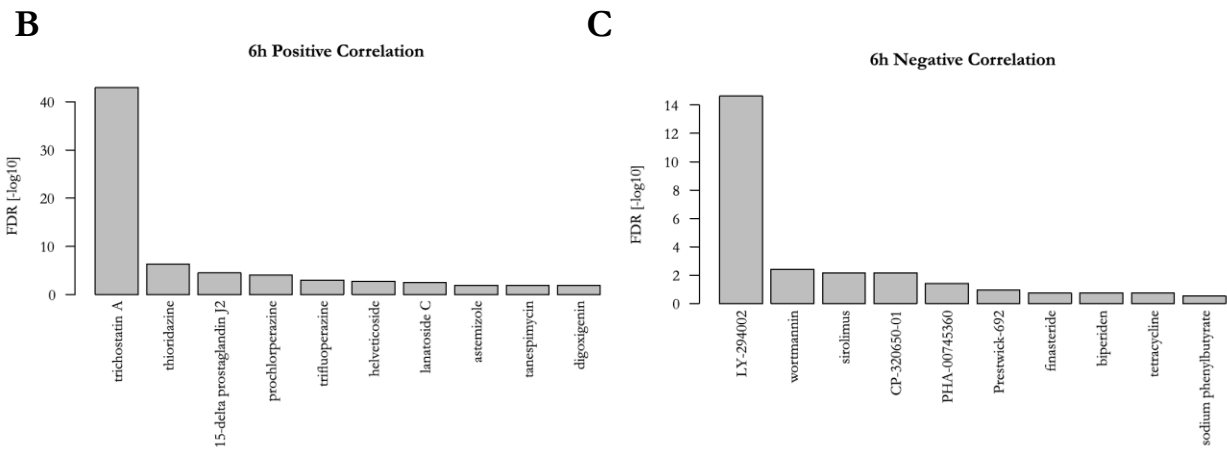 B
6h Positive Correlation
FDR [-log10]
40
30
20
10
0
trichostatin A
thioridazine
15-delta prostaglandin J2
prochlorperazine
trifluoperazine
helveticoside
lanatoside C
astemizole
tanespimycin
digoxigenin
C
6h Negative Correlation
FDR [-log10]
14
12
10
8
6
4
2
0
LY-294002
wortmannin
sirolimus
CP-320650-01
PHA-00745360
Prestwick-692
finasteride
biperiden
tetracycline
sodium phenylbutyrate